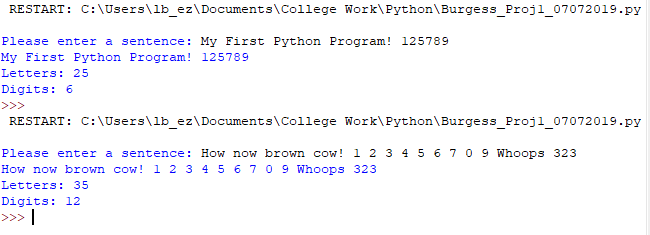 RESTART: C:\Users\lb_ez\Documents\College Work\Python\Burgess_Proj1_07072019.py
Please enter a sentence: My First Python Program! 125789
My First Python Program! 125789
Letters: 25
Digits: 6
>>>
RESTART: C:\Users\lb_ez\Documents\College Work\Python\Burgess_Proj1_07072019.py
Please enter a sentence: How now brown cow! 1 2 3 4 5 6 7 0 9 Whoops 323
How now brown cow! 1 2 3 4 5 6 7 0 9 Whoops 323
Letters: 35
Digits: 12
>>>